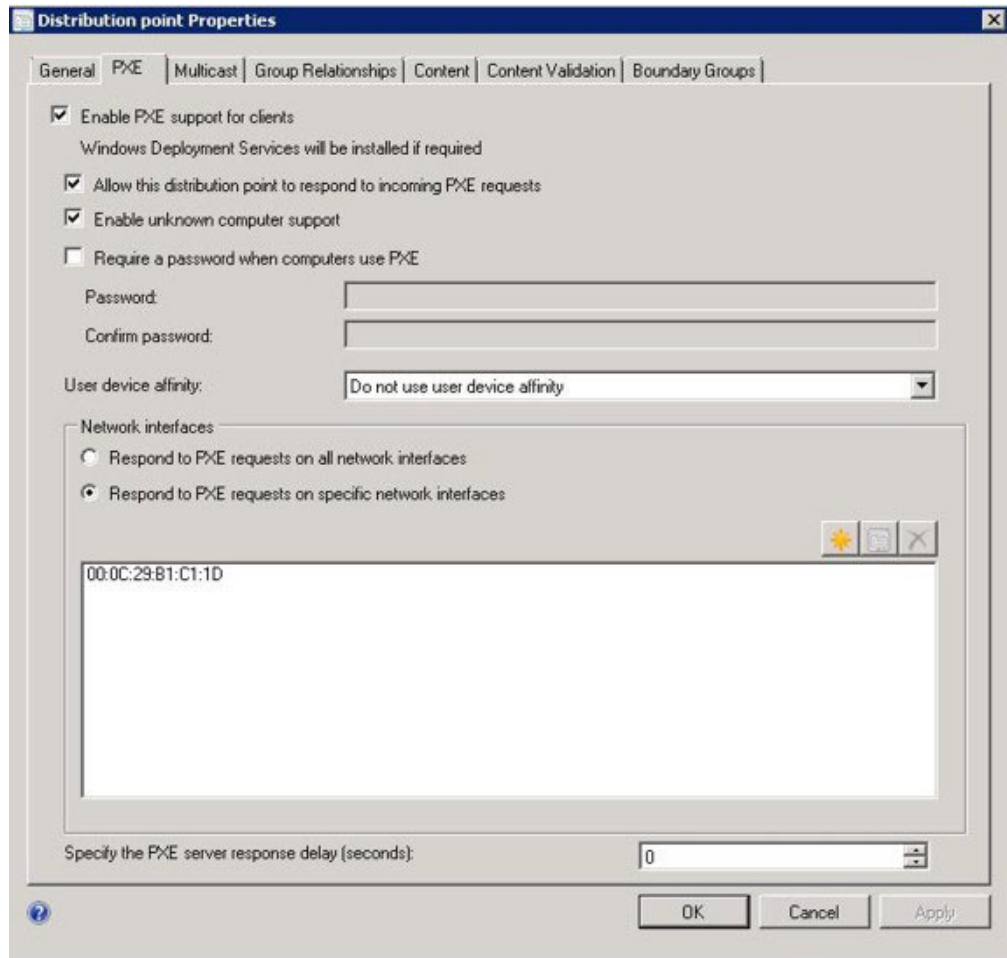 Distribution point Properties
General PXE Multicast Group Relationships Content Content Validation Boundary Groups
Enable PXE support for clients
Windows Deployment Services will be installed if required
Allow this distribution point to respond to incoming PXE requests
Enable unknown computer support
Require a password when computers use PXE
Password:
Confirm password:
User device affinity: Do not use user device affinity
Network interfaces
Respond to PXE requests on all network interfaces
Respond to PXE requests on specific network interfaces
00:0C:29:B1:C1:1D
Specify the PXE server response delay (seconds): 0
OK Cancel Apply